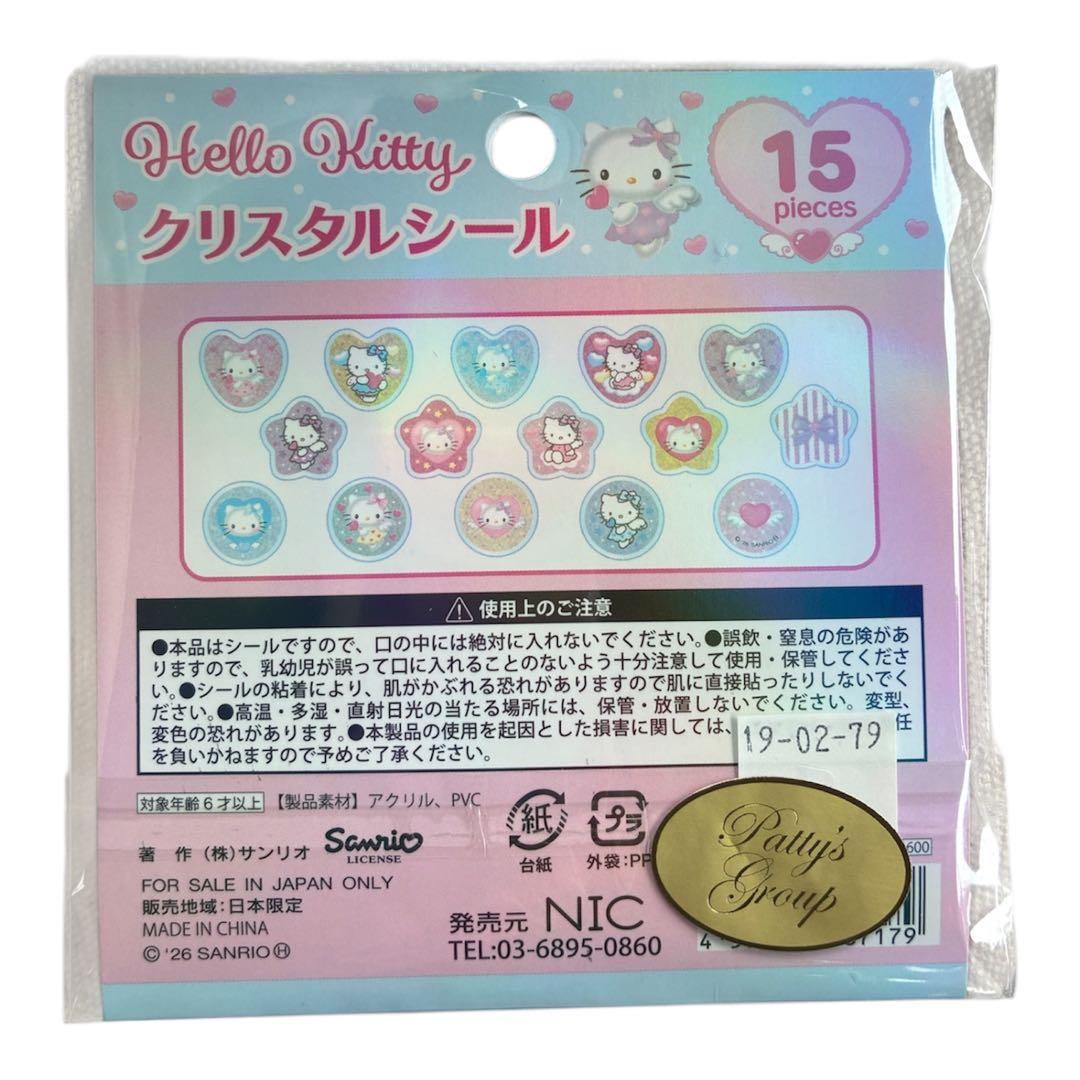 Hello Kitty
クリスタルシール
15
pieces
© '26 SANRIO Ⓗ
使用上のご注意
●本品はシールですので、口の中には絶対に入れないでください。●誤飲・窒息の危険があ
りますので、乳幼児が誤って口に入れることのないよう十分注意して使用・保管してくださ
い。●シールの粘着により、肌がかぶれる恐れがありますので肌に直接貼ったりしないでく
ださい。●高温・多湿・直射日光の当たる場所には、保管・放置しないでください。変型、
変色の恐れがあります。●本製品の使用を起因とした損害に関しては、 任
を負いかねますので予めご了承ください。
19-02-79
対象年齢6才以上 【製品素材】アクリル、PVC
紙
台紙
プラ
外袋:PP
著 作 (株)サンリオ
Sanrio
LICENSE
FOR SALE IN JAPAN ONLY
販売地域:日本限定
MADE IN CHINA
© '26 SANRIO Ⓗ
発売元 NIC
TEL:03-6895-0860
Patty's
Group
600
4
7179